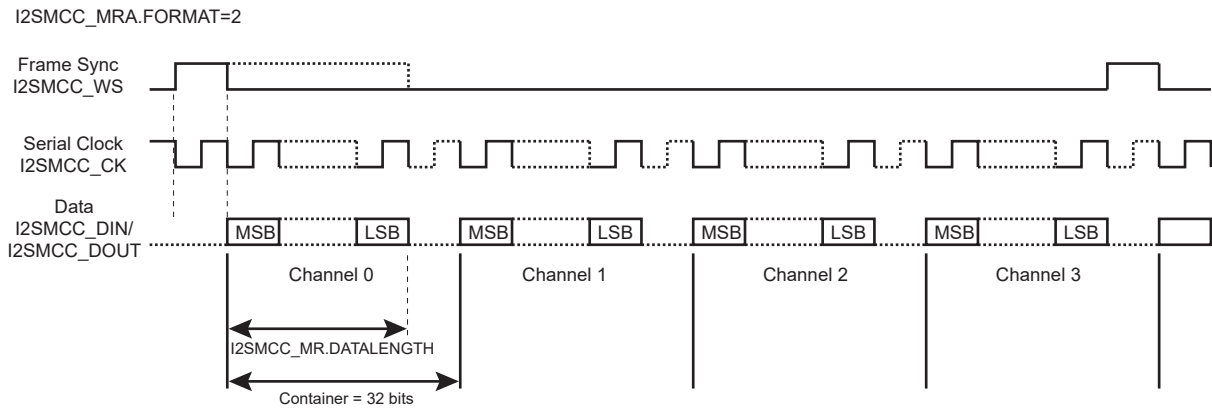 I2SMCC_MRA.FORMAT=2
Frame Sync
I2SMCC_WS
Serial Clock
I2SMCC_CK
Data
I2SMCC_DIN/
I2SMCC_DOUT
MSB LSB MSB LSB MSB LSB MSB LSB
Channel 0 Channel 1 Channel 2 Channel 3
I2SMCC_MR.DATALENGTH
Container = 32 bits